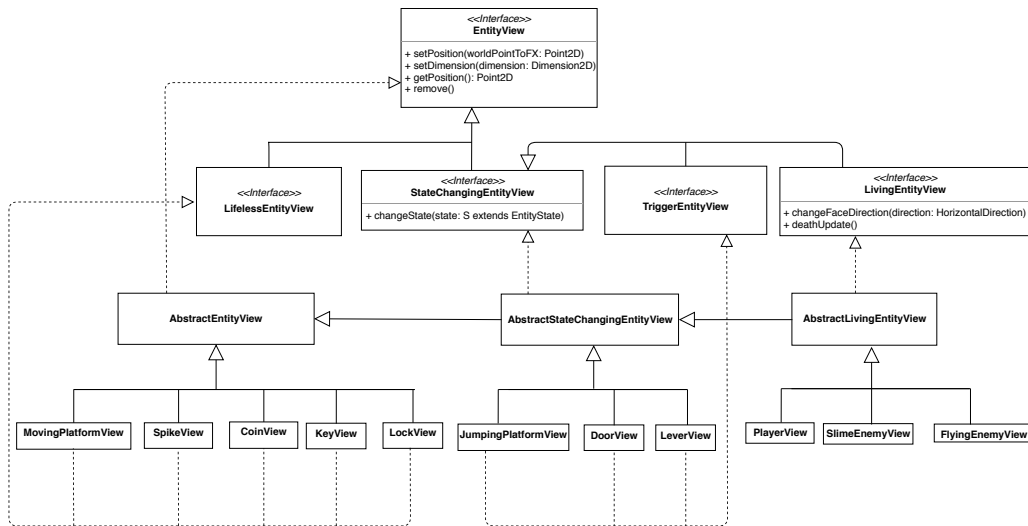 <<Interface>>
EntityView
+ setPosition(worldPointToFX: Point2D)
+ setDimension(dimension: Dimension2D)
+ getPosition(): Point2D
+ remove()
<<Interface>>
LifelessEntityView
<<Interface>>
StateChangingEntityView
+ changeState(state: S extends EntityState)
<<Interface>>
TriggerEntityView
<<Interface>>
LivingEntityView
+ changeFaceDirection(direction: HorizontalDirection)
+ deathUpdate()
AbstractEntityView
AbstractStateChangingEntityView
AbstractLivingEntityView
MovingPlatformView
SpikeView
CoinView
KeyView
LockView
JumpingPlatformView
DoorView
LeverView
PlayerView
SlimeEnemyView
FlyingEnemyView